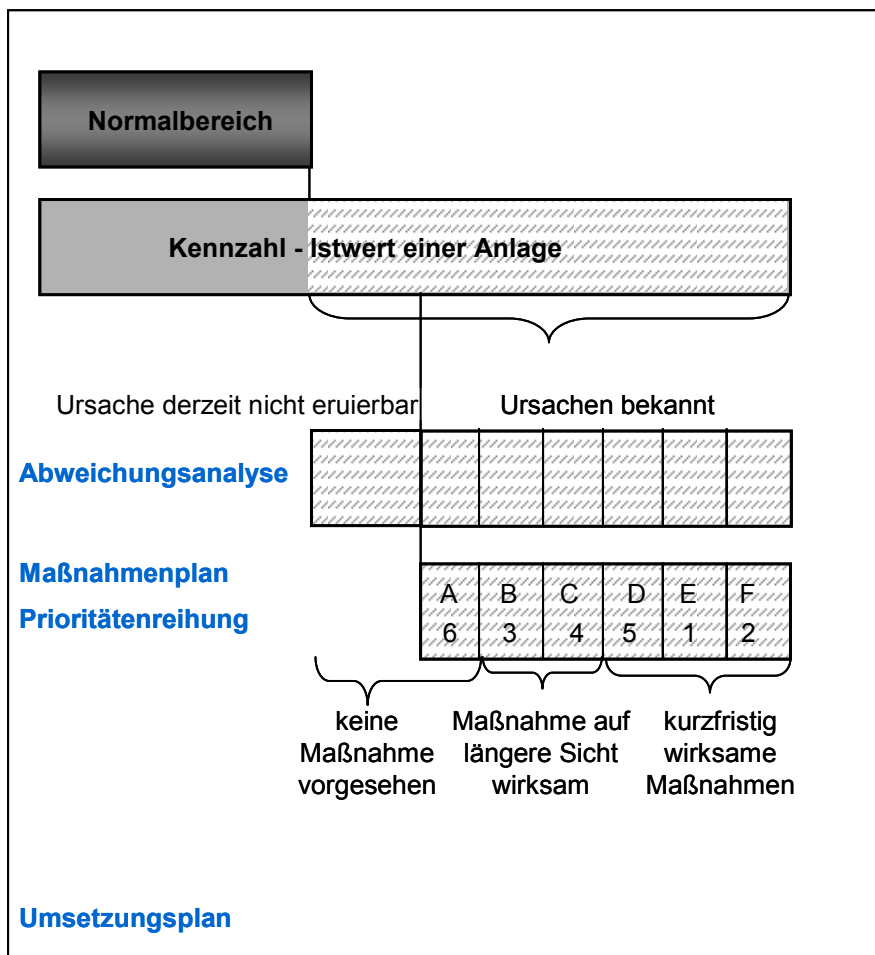 Normalbereich
Kennzahl - Istwert einer Anlage
Ursache derzeit nicht eruierbar
Ursachen bekannt
Abweichungsanalyse
Maßnahmenplan
Prioritätenreihung
A B C D E F
6 3 4 5 1 2
keine
Maßnahme
vorgesehen
Maßnahme auf
längere Sicht
wirksam
kurzfristig
wirksame
Maßnahmen
Umsetzungsplan